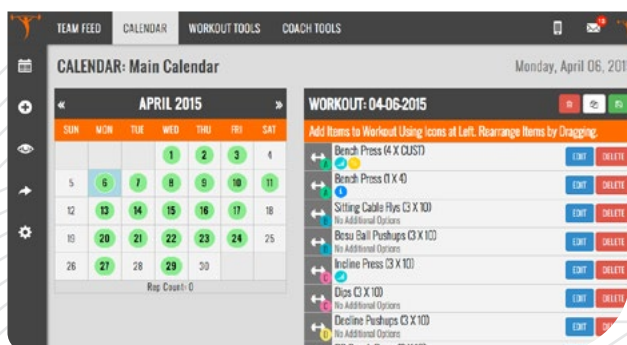 TEAM FEED CALENDAR WORKOUT TOOLS COACH TOOLS
CALENDAR: Main Calendar
Monday, April 06, 201
« APRIL 2015 »
SUN MON TUE WED THU FRI SAT
1 2 3 4
5 6 7 8 9 10 11
12 13 14 15 16 17 18
19 20 21 22 23 24 25
26 27 28 29 30
Rep Count: 0
WORKOUT: 04-06-2015
Add Items to Workout Using Icons at Left. Rearrange Items by Dragging.
A Bench Press (4 X CUST) EDIT DELETE
A Bench Press (1 X 4) EDIT DELETE
B Sitting Cable Flys (3 X 10) EDIT DELETE
No Additional Options
B Bosu Ball Pushups (3 X 10) EDIT DELETE
No Additional Options
C Incline Press (3 X 10) EDIT DELETE
C Dips (3 X 10) EDIT DELETE
No Additional Options
D Decline Pushups (3 X 10) EDIT
No Additional Options